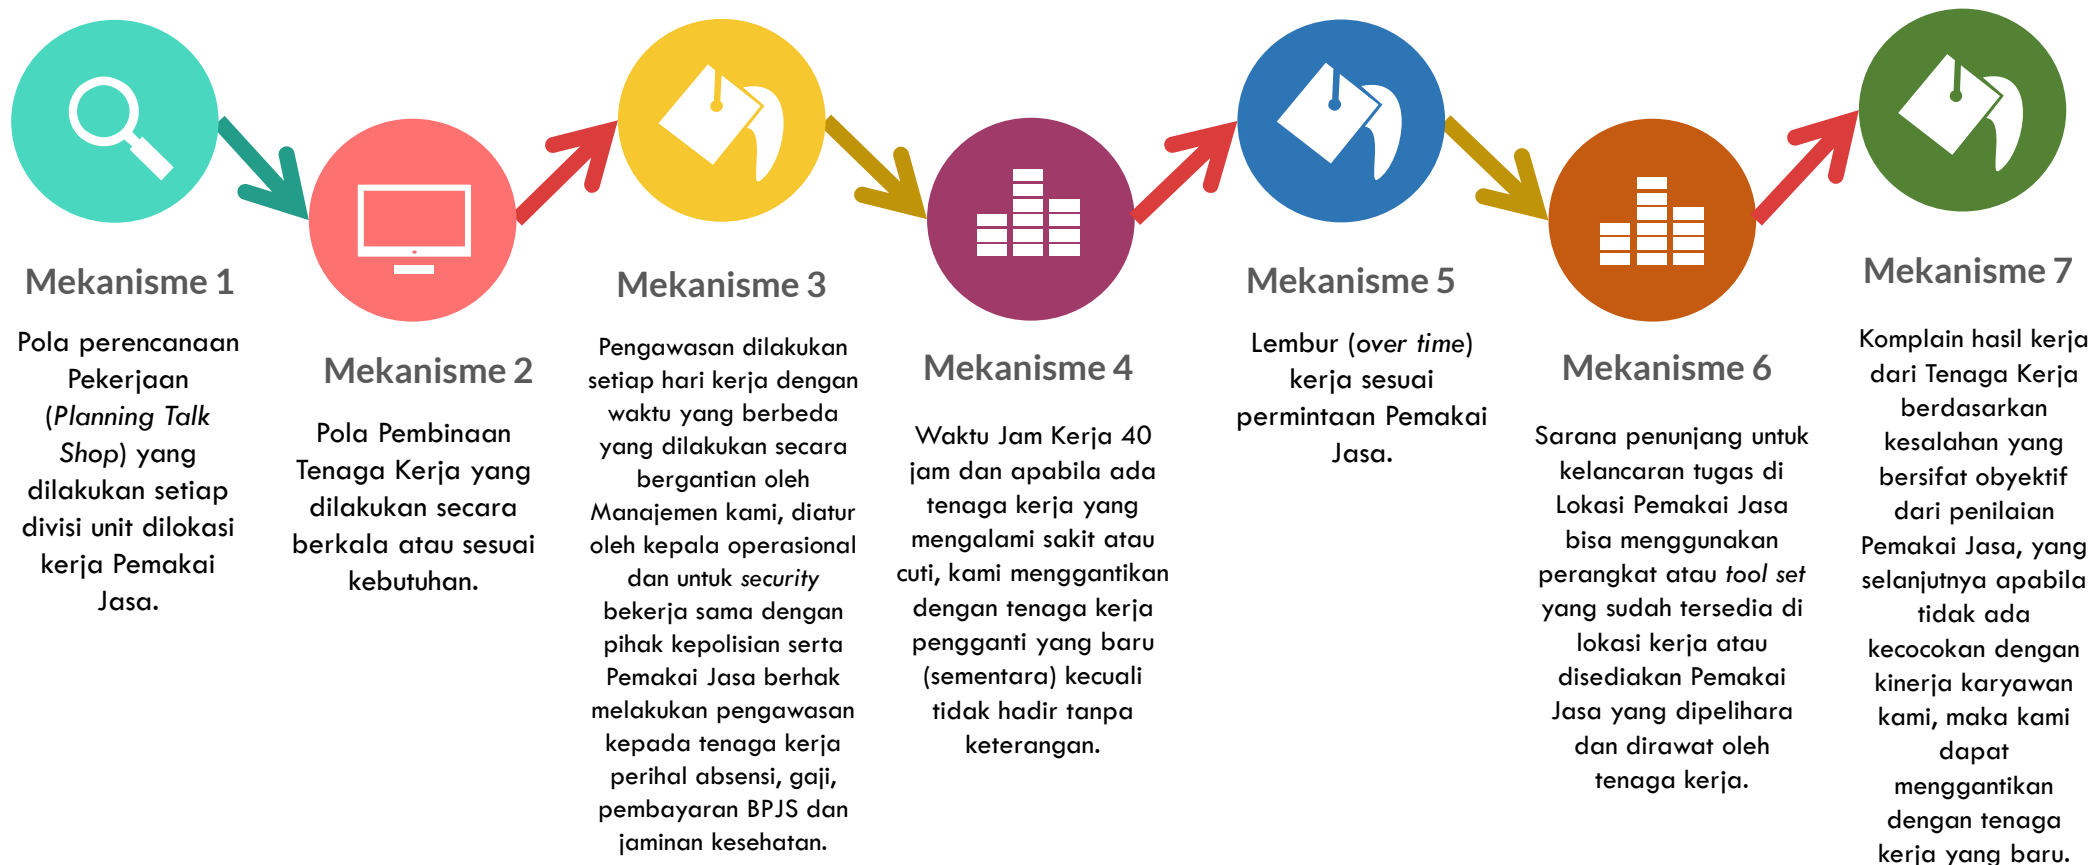 Mekanisme 1
Pola perencanaan
Pekerjaan
(Planning Talk
Shop) yang
dilakukan setiap
divisi unit dilokasi
kerja Pemakai
Jasa.
Mekanisme 2
Pola Pembinaan
Tenaga Kerja yang
dilakukan secara
berkala atau sesuai
kebutuhan.
Mekanisme 3
Pengawasan dilakukan
setiap hari kerja dengan
waktu yang berbeda
yang dilakukan secara
bergantian oleh
Manajemen kami, diatur
oleh kepala operasional
dan untuk security
bekerja sama dengan
pihak kepolisian serta
Pemakai Jasa berhak
melakukan pengawasan
kepada tenaga kerja
perihal absensi, gaji,
pembayaran BPJS dan
jaminan kesehatan.
Mekanisme 4
Waktu Jam Kerja 40
jam dan apabila ada
tenaga kerja yang
mengalami sakit atau
cuti, kami menggantikan
dengan tenaga kerja
pengganti yang baru
(sementara) kecuali
tidak hadir tanpa
keterangan.
Mekanisme 5
Lembur (over time)
kerja sesuai
permintaan Pemakai
Jasa.
Mekanisme 6
Sarana penunjang untuk
kelancaran tugas di
Lokasi Pemakai Jasa
bisa menggunakan
perangkat atau tool set
yang sudah tersedia di
lokasi kerja atau
disediakan Pemakai
Jasa yang dipelihara
dan dirawat oleh
tenaga kerja.
Mekanisme 7
Komplain hasil kerja
dari Tenaga Kerja
berdasarkan
kesalahan yang
bersifat obyektif
dari penilaian
Pemakai Jasa, yang
selanjutnya apabila
tidak ada
kecocokan dengan
kinerja karyawan
kami, maka kami
dapat
menggantikan
dengan tenaga
kerja yang baru.